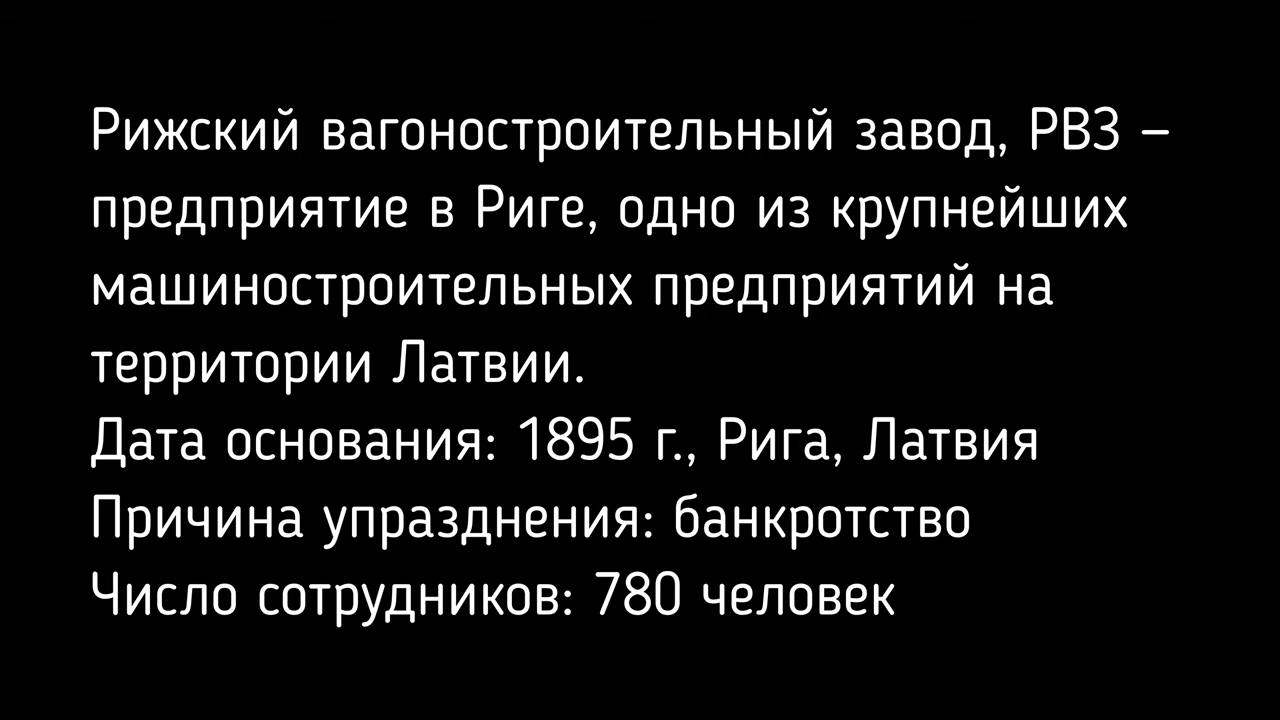 Рижский вагоностроительный завод, РВЗ –
предприятие в Риге, одно из крупнейших
машиностроительных предприятий на
территории Латвии.
Дата основания: 1895 г., Рига, Латвия
Причина упразднения: банкротство
Число сотрудников: 780 человек